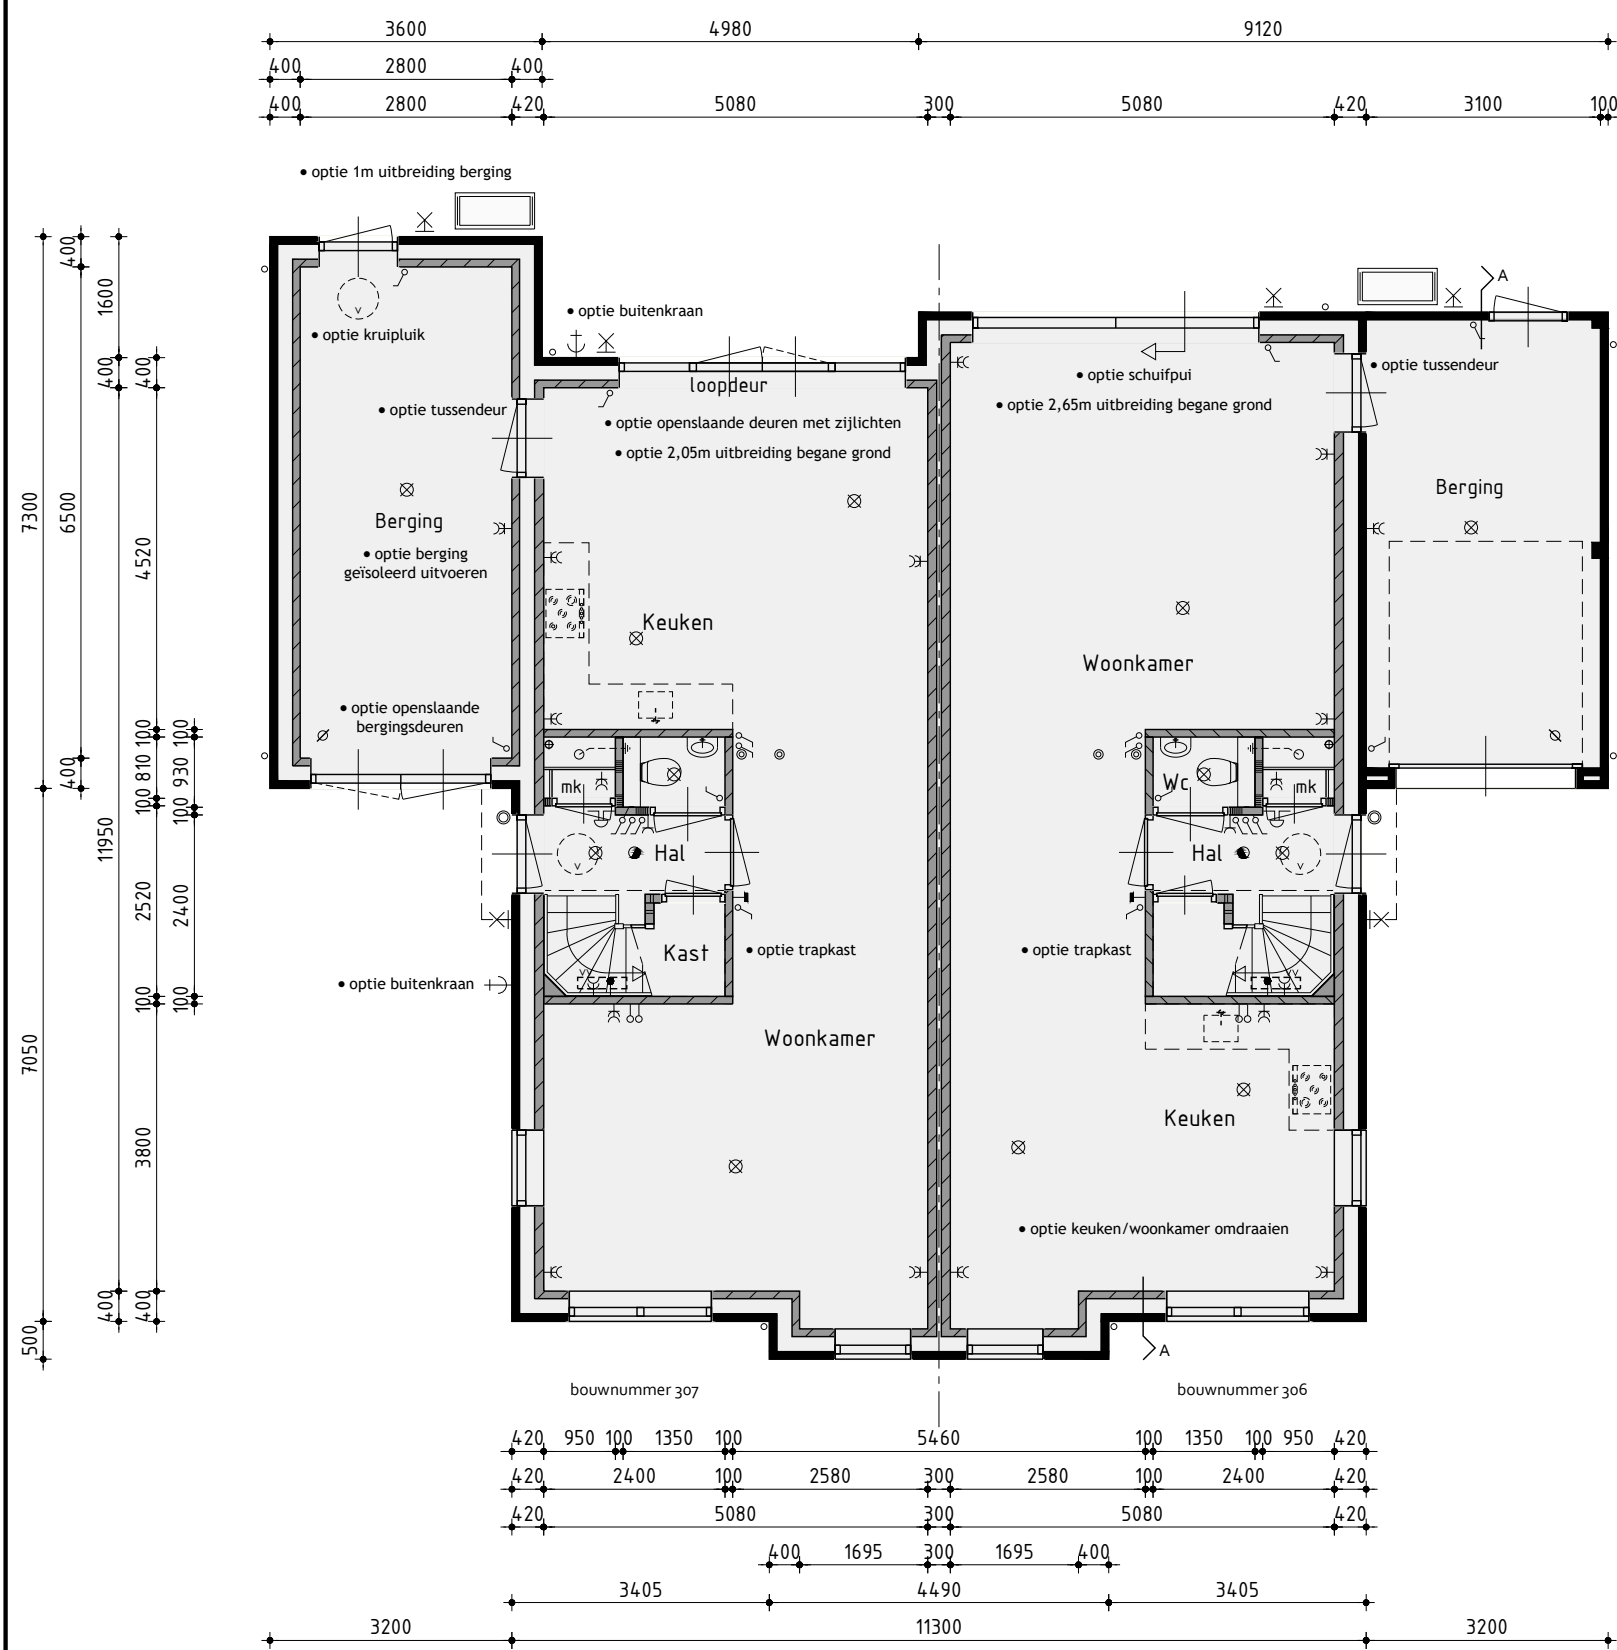 3600 4980 9120
400 2800 400
400 2800 420 5080 300 5080 420 3100 100
• optie 1m uitbreiding berging
• optie buitenkraan
A
• optie kruipluik
loopdeur
• optie schuifpui
• optie tussendeur
• optie tussendeur
• optie openslaande deuren met zijlichten
• optie 2,65m uitbreiding begane grond
• optie 2,05m uitbreiding begane grond
Berging
Berging
• optie berging
geïsoleerd uitvoeren
Keuken
Woonkamer
• optie openslaande
bergingsdeuren
mk
Wc
mk
Hal
Hal
Kast
• optie trapkast
• optie trapkast
• optie buitenkraan
Woonkamer
Keuken
• optie keuken/woonkamer omdraaien
A
bouwnummer 307
bouwnummer 306
7300 7050 500
400 6500 400
1600 400 11950 400
400 4520 100 810 100 2520 100 3800 400
100 930 100 2400 100
420 950 100 1350 100 5460 100 1350 100 950 420
420 2400 100 2580 300 2580 100 2400 420
420 5080 300 5080 420
400 1695 300 1695 400
3405 4490 3405
3200 11300 3200